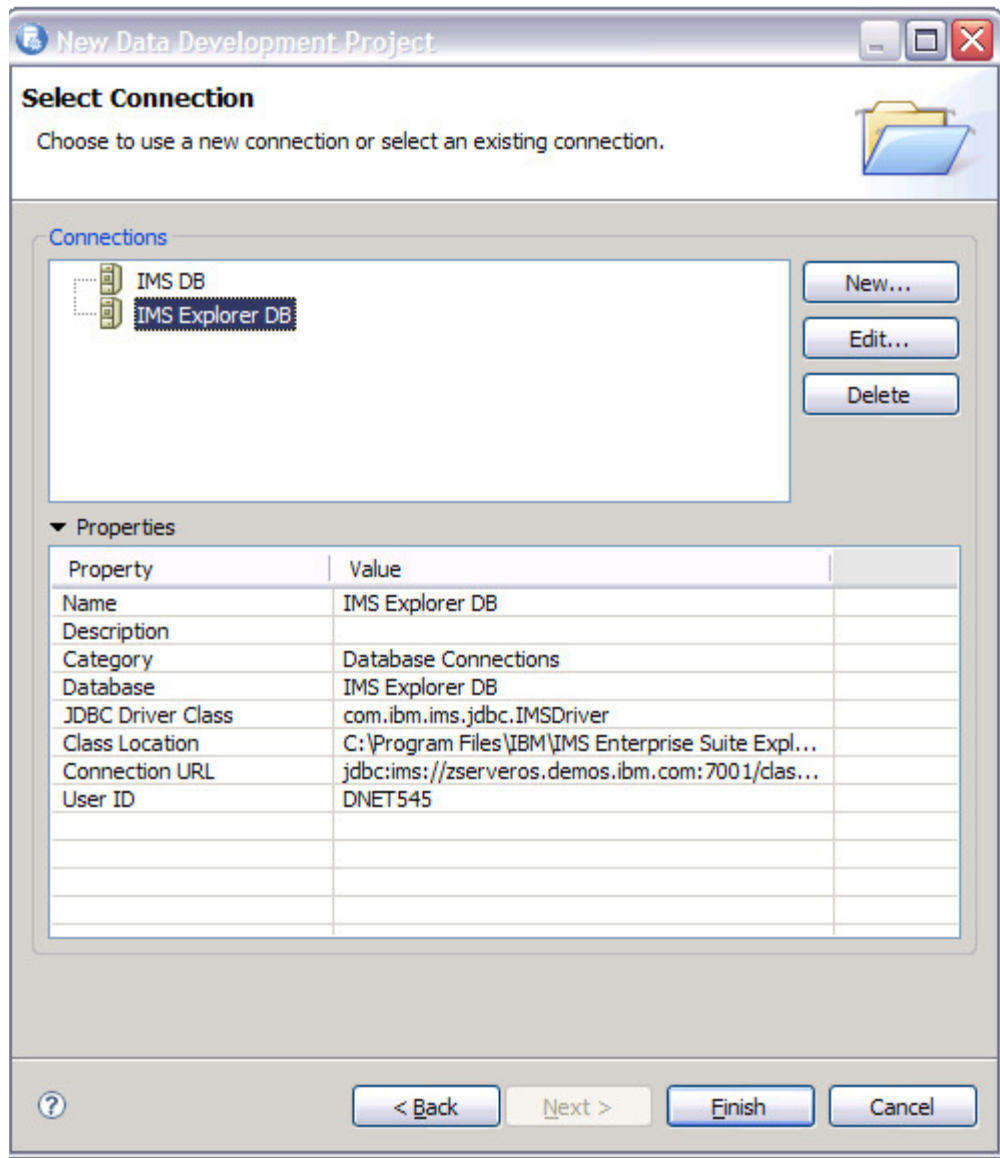 New Data Development Project
Select Connection
Choose to use a new connection or select an existing connection.
Connections
IMS DB
IMS Explorer DB
New...
Edit...
Delete
Properties
Property Value
Name IMS Explorer DB
Description
Category Database Connections
Database IMS Explorer DB
JDBC Driver Class com.ibm.ims.jdbc.IMSDriver
Class Location C:\Program Files\IBM\IMS Enterprise Suite Expl...
Connection URL jdbc:ims://zserveros.demos.ibm.com:7001/clas...
User ID DNET545
? < Back Next > Finish Cancel